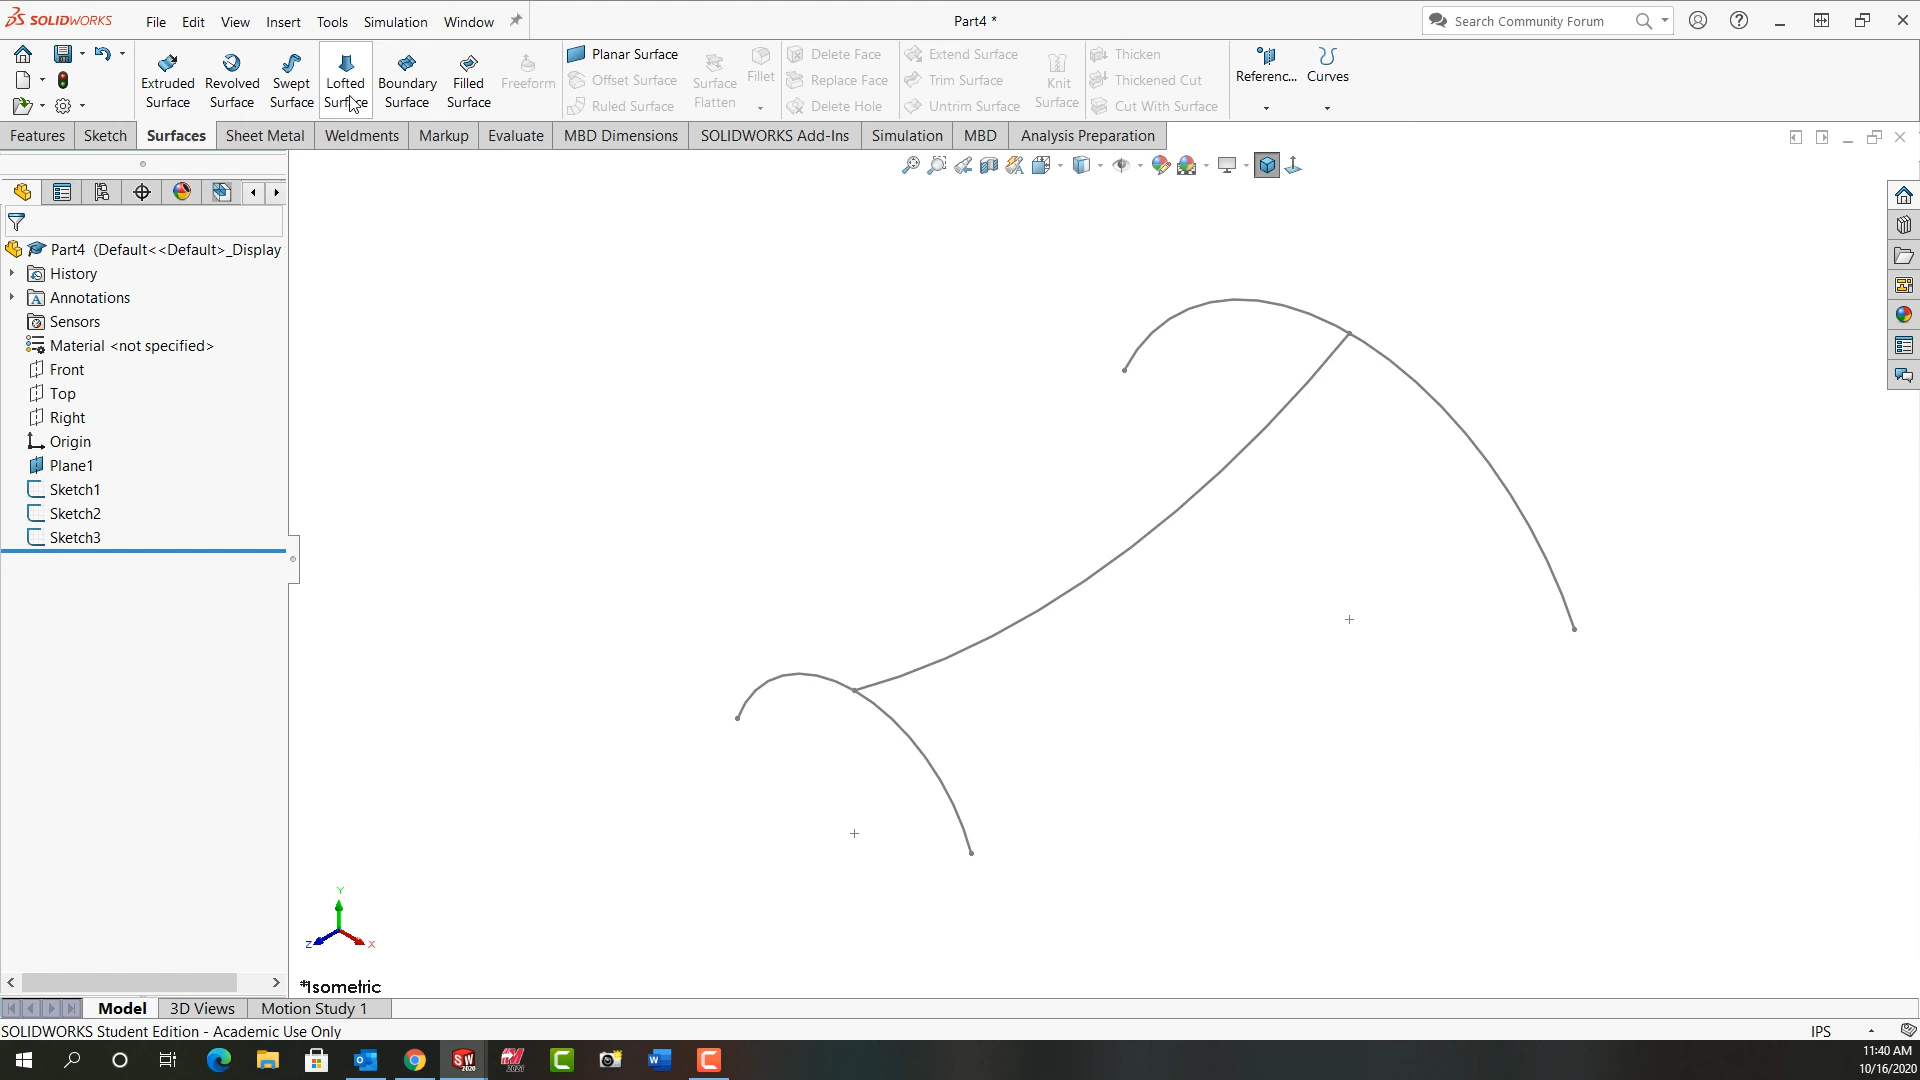 SOLIDWORKS File Edit View Insert Tools Simulation Window Part4 * Search Community Forum
Extruded Surface
Revolved Surface
Swept Surface
Lofted Surface
Boundary Surface
Filled Surface
Freeform
Planar Surface
Offset Surface
Ruled Surface
Surface Flatten
Fillet
Delete Face
Replace Face
Delete Hole
Extend Surface
Trim Surface
Untrim Surface
Knit Surface
Thicken
Thickened Cut
Cut With Surface
Referenc...
Curves
Features Sketch Surfaces Sheet Metal Weldments Markup Evaluate MBD Dimensions SOLIDWORKS Add-Ins Simulation MBD Analysis Preparation
Part4 (Default<<Default>_Display
History
Annotations
Sensors
Material <not specified>
Front
Top
Right
Origin
Plane1
Sketch1
Sketch2
Sketch3
Y
Z X
*Isometric
Model 3D Views Motion Study 1
SOLIDWORKS Student Edition - Academic Use Only IPS
11:40 AM
10/16/2020